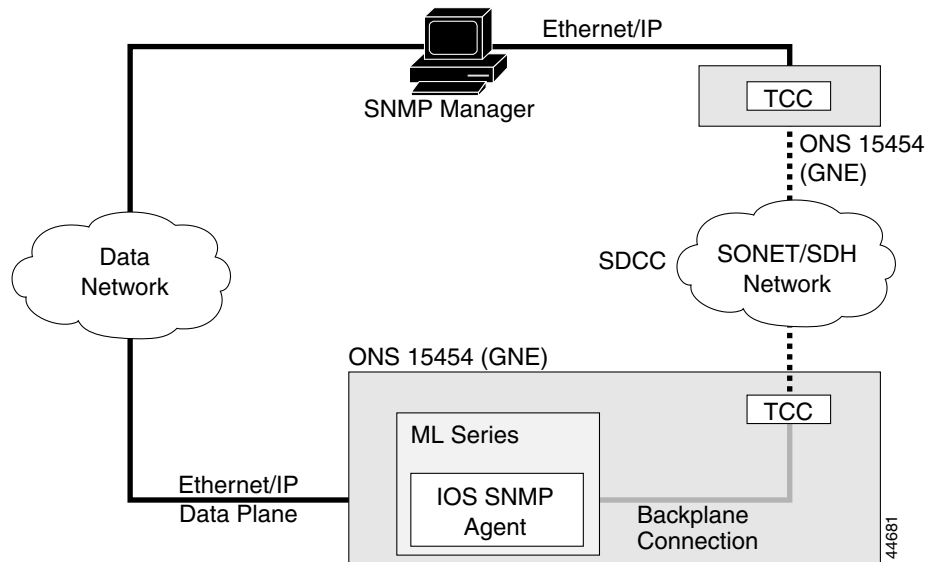 Ethernet/IP
SNMP Manager
TCC
ONS 15454
(GNE)
Data
Network
SDCC
SONET/SDH
Network
ONS 15454 (GNE)
TCC
ML Series
IOS SNMP
Agent
Ethernet/IP
Data Plane
Backplane
Connection
44681